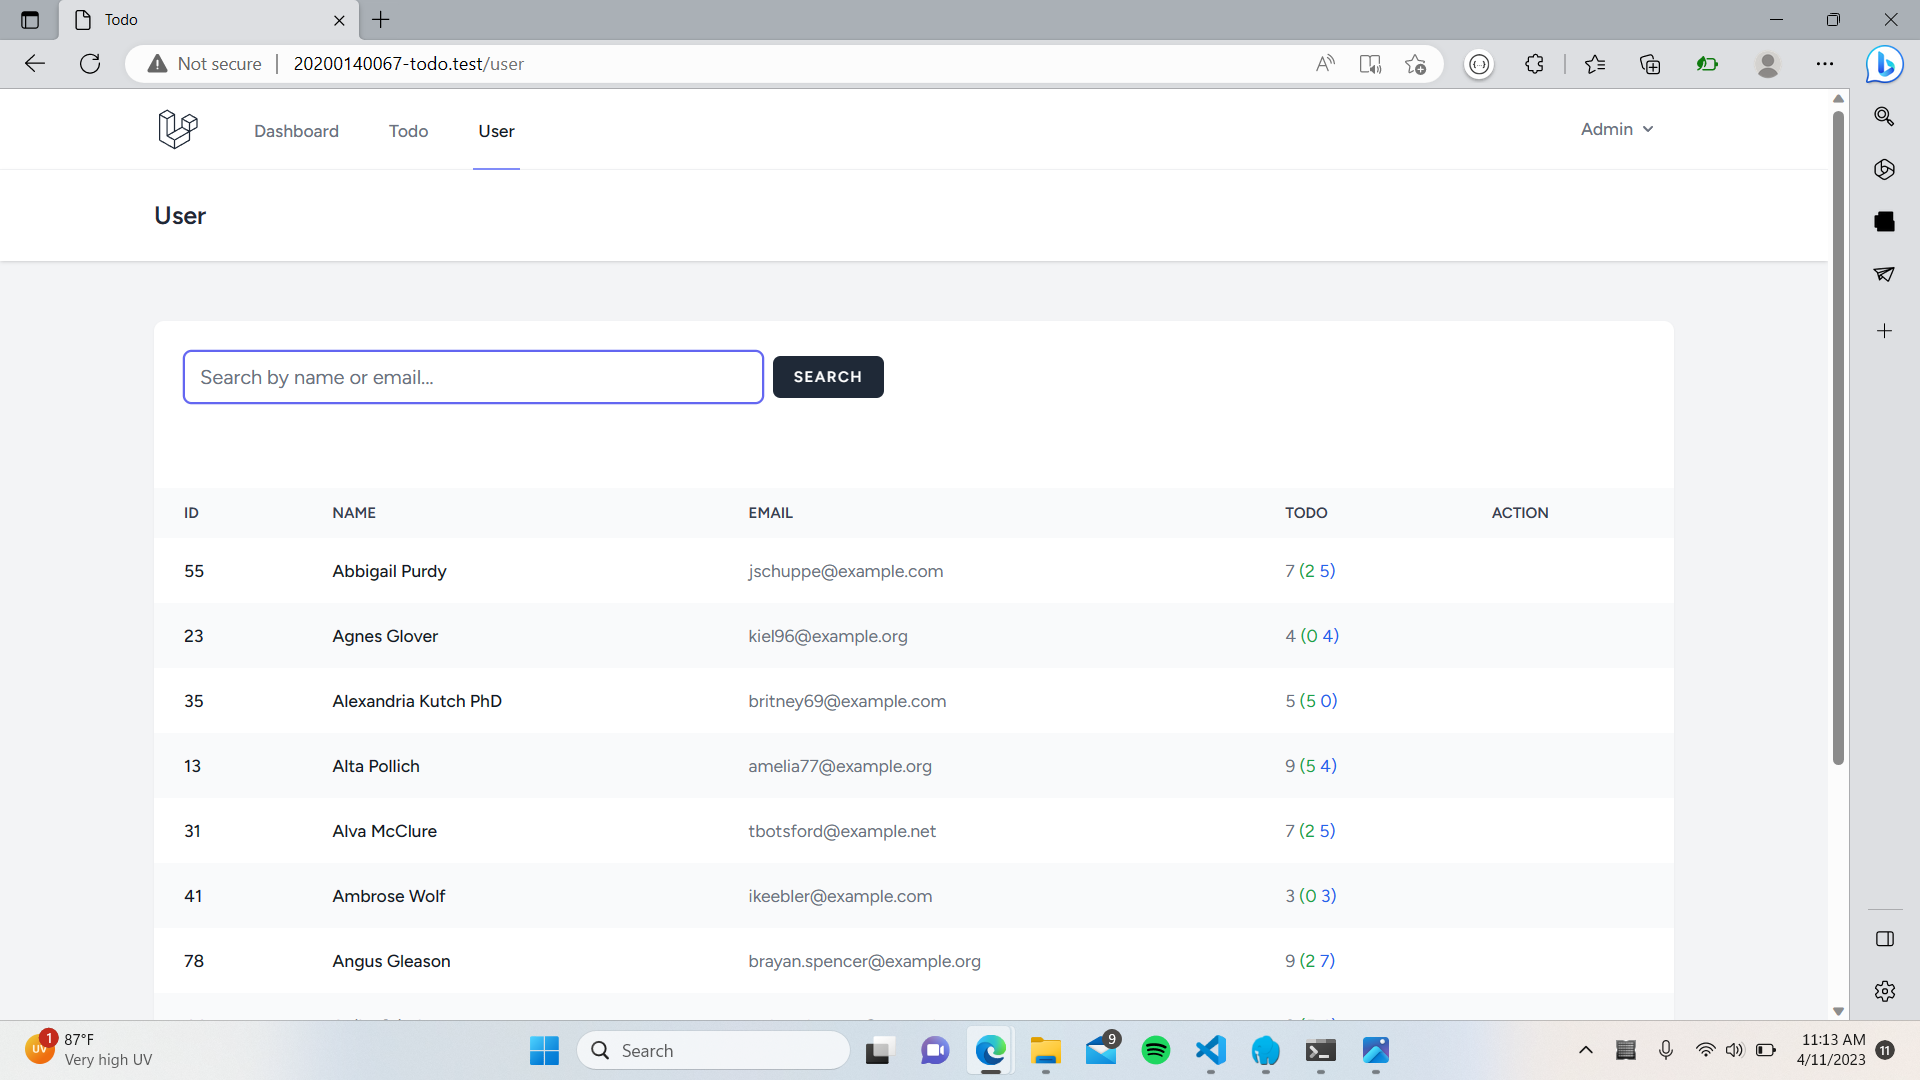 Todo
Not secure 20200140067-todo.test/user
Dashboard Todo User Admin
User
Search by name or email... SEARCH
ID NAME EMAIL TODO ACTION
55 Abbigail Purdy jschuppe@example.com 7 (2 5)
23 Agnes Glover kiel96@example.org 4 (0 4)
35 Alexandria Kutch PhD britney69@example.com 5 (5 0)
13 Alta Pollich amelia77@example.org 9 (5 4)
31 Alva McClure tbotsford@example.net 7 (2 5)
41 Ambrose Wolf ikeebler@example.com 3 (0 3)
78 Angus Gleason brayan.spencer@example.org 9 (2 7)
1 UV 87°F
Very high UV
Search
9
11:13 AM
4/11/2023
11